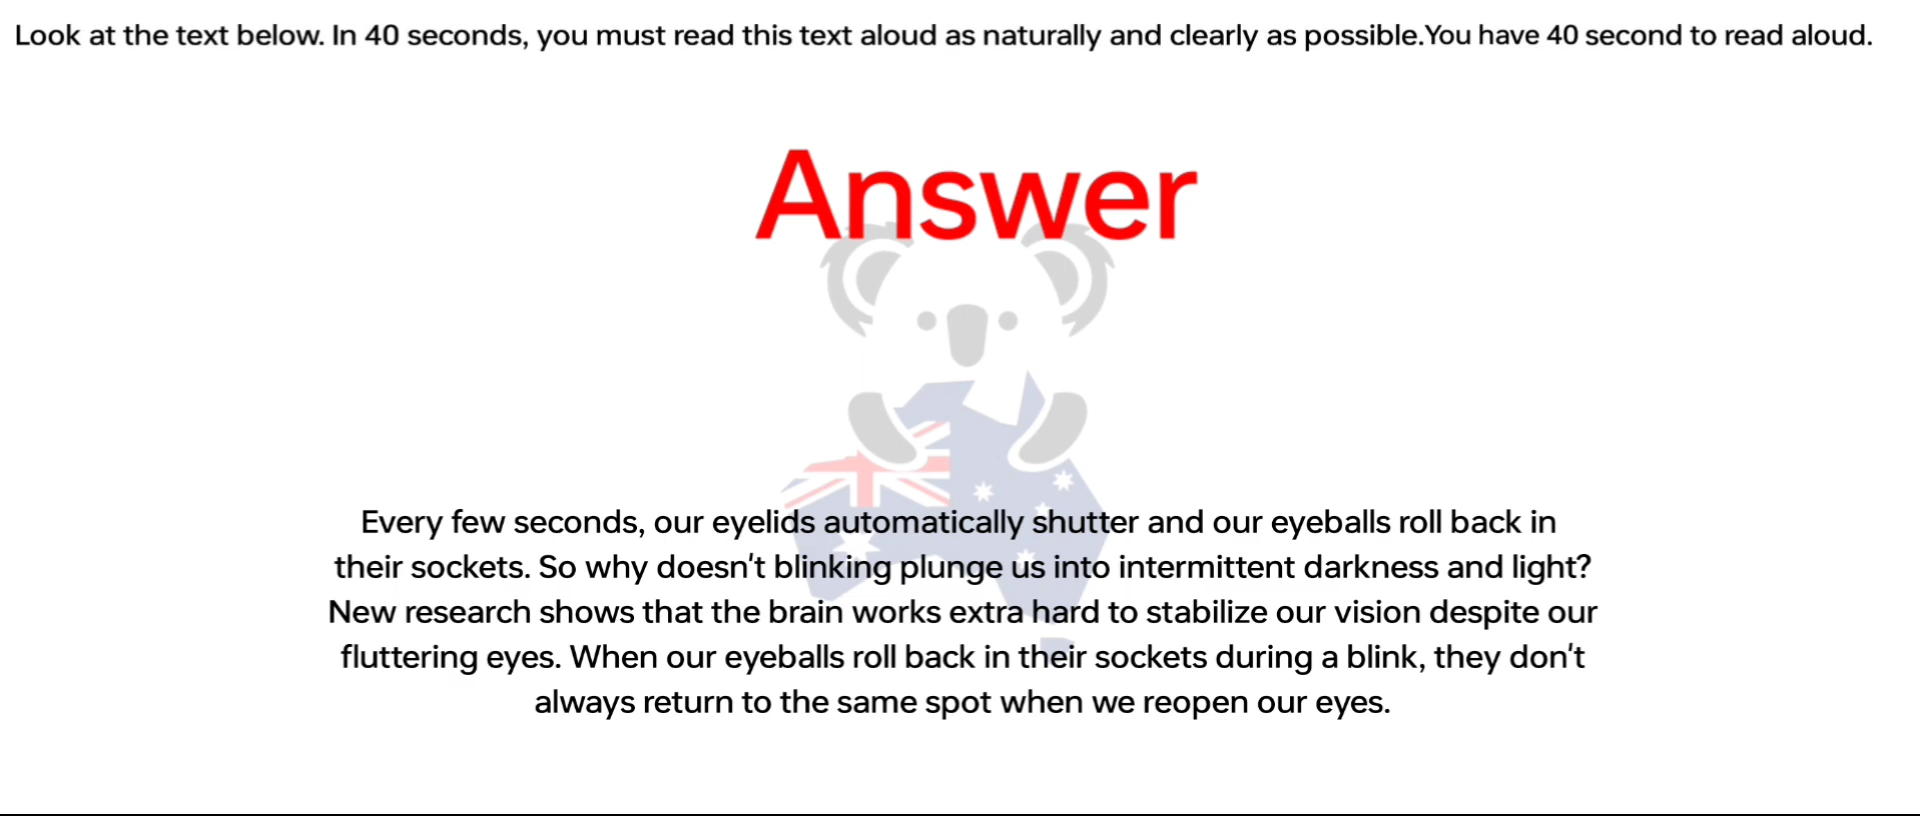 Look at the text below. In 40 seconds, you must read this text aloud as naturally and clearly as possible.You have 40 second to read aloud.
Answer
Every few seconds, our eyelids automatically shutter and our eyeballs roll back in
their sockets. So why doesn't blinking plunge us into intermittent darkness and light?
New research shows that the brain works extra hard to stabilize our vision despite our
fluttering eyes. When our eyeballs roll back in their sockets during a blink, they don't
always return to the same spot when we reopen our eyes.